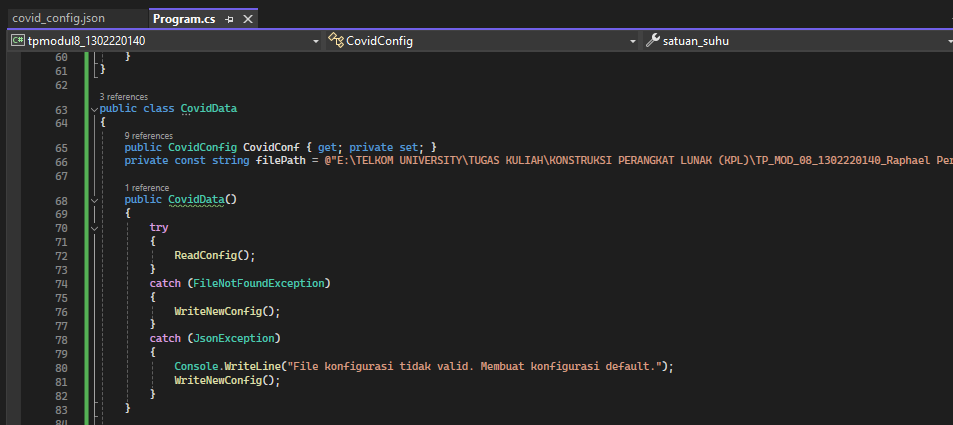 covid_config.json Program.cs
tpmodul8_1302220140 CovidConfig satuan_suhu
60 }
61 }
62
3 references
63 public class CovidData
64 {
9 references
65 public CovidConfig CovidConf { get; private set; }
66 private const string filePath = @"E:\TELKOM UNIVERSITY\TUGAS KULIAH\KONSTRUKSI PERANGKAT LUNAK (KPL)\TP_MOD_08_1302220140_Raphael Per
67
1 reference
68 public CovidData()
69 {
70 try
71 {
72 ReadConfig();
73 }
74 catch (FileNotFoundException)
75 {
76 WriteNewConfig();
77 }
78 catch (JsonException)
79 {
80 Console.WriteLine("File konfigurasi tidak valid. Membuat konfigurasi default.");
81 WriteNewConfig();
82 }
83 }
84